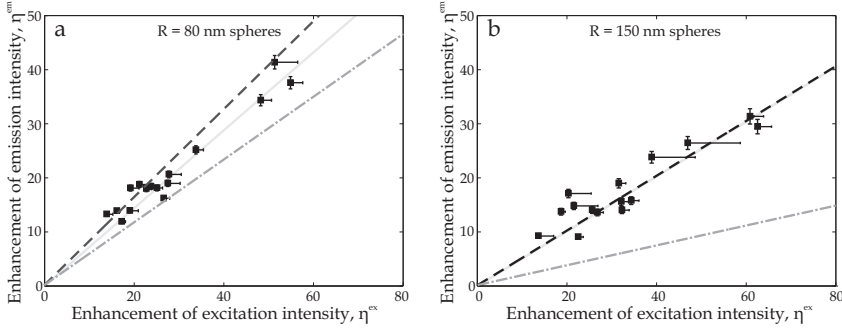 a
R = 80 nm spheres
Enhancement of emission intensity, η^em
50
40
30
20
10
0
0 20 40 60 80
Enhancement of excitation intensity, η^ex
b
R = 150 nm spheres
Enhancement of emission intensity, η^em
50
40
30
20
10
0
0 20 40 60 80
Enhancement of excitation intensity, η^ex